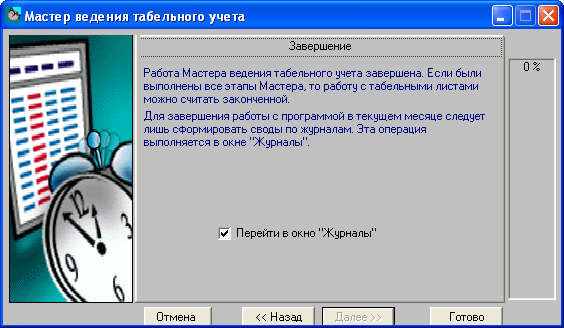 Мастер ведения табельного учета
Завершение
0 %
Работа Мастера ведения табельного учета завершена. Если были
выполнены все этапы Мастера, то работу с табельными листами
можно считать законченной.
Для завершения работы с программой в текущем месяце следует
лишь сформировать своды по журналам. Эта операция
выполняется в окне "Журналы".
12
Перейти в окно "Журналы"
Отмена
<< Назад
Далее >>
Готово